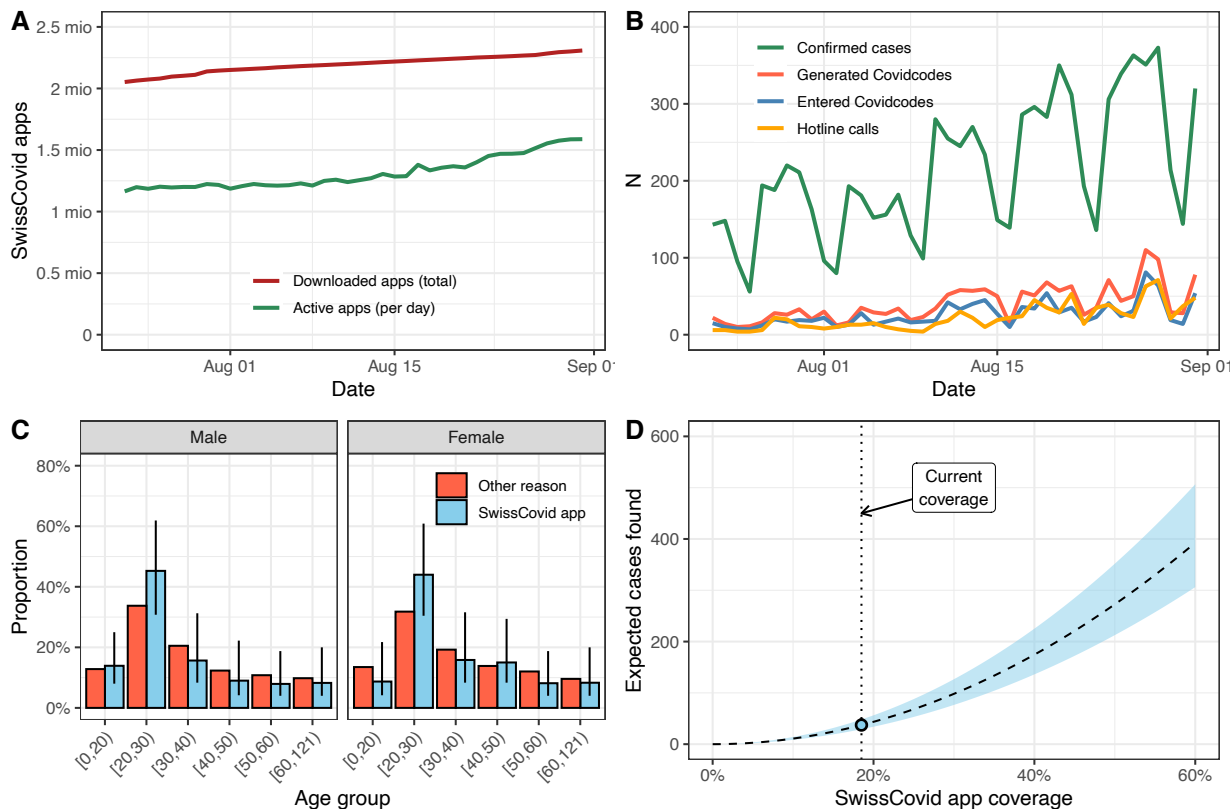 A
2.5 mio
2 mio
1.5 mio
1 mio
0.5 mio
0
SwissCovid apps
Downloaded apps (total)
Active apps (per day)
Aug 01
Aug 15
Sep 01
Date
B
N
400
300
200
100
0
Confirmed cases
Generated Covidcodes
Entered Covidcodes
Hotline calls
Aug 01
Aug 15
Sep 01
Date
C
Male
Female
80%
60%
40%
20%
0%
Proportion
Other reason
SwissCovid app
[0,20)
[20,30)
[30,40)
[40,50)
[50,60)
[60,121)
[0,20)
[20,30)
[30,40)
[40,50)
[50,60)
[60,121)
Age group
D
600
400
200
0
Expected cases found
Current
coverage
0%
20%
40%
60%
SwissCovid app coverage